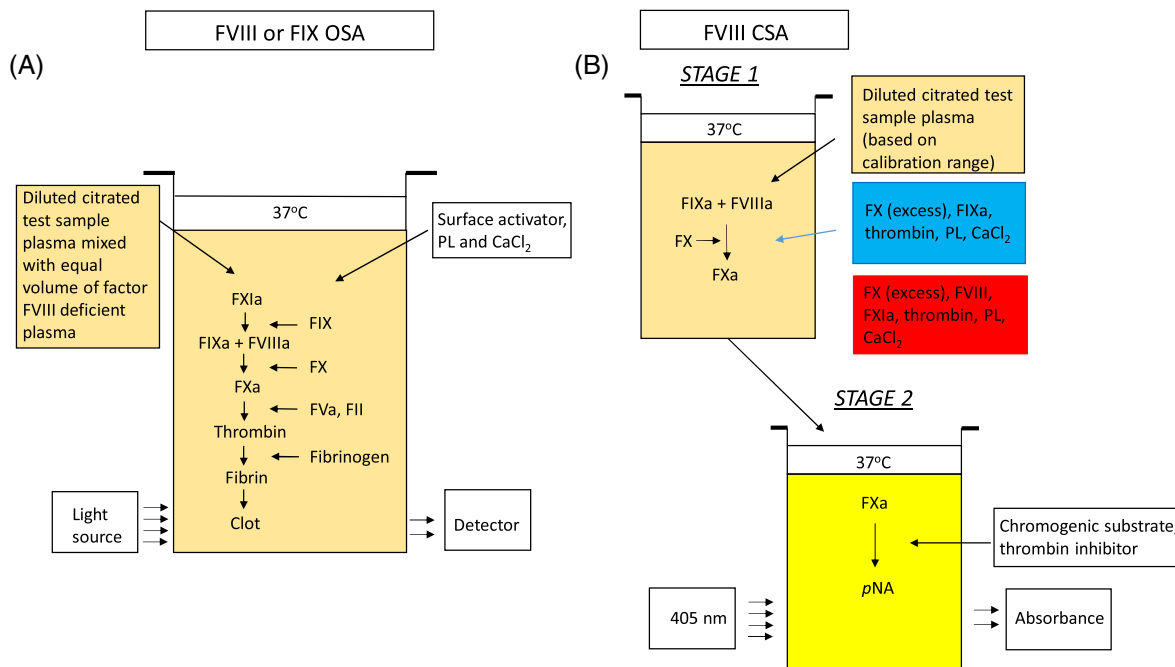 FVIII or FIX OSA
(A)
37°C
Diluted citrated
test sample
plasma mixed
with equal
volume of factor
FVIII deficient
plasma
Surface activator,
PL and CaCl₂
FXIa
FIX
FIXa + FVIIIa
FX
FXa
FVa, FII
Thrombin
Fibrinogen
Fibrin
Clot
Light
source
Detector
FVIII CSA
(B)
STAGE 1
37°C
Diluted citrated test
sample plasma
(based on
calibration range)
FIXa + FVIIIa
FX
FXa
FX (excess), FIXa,
thrombin, PL, CaCl₂
FX (excess), FVIII,
FXIa, thrombin, PL,
CaCl₂
STAGE 2
37°C
FXa
pNA
Chromogenic substrate,
thrombin inhibitor
405 nm
Absorbance